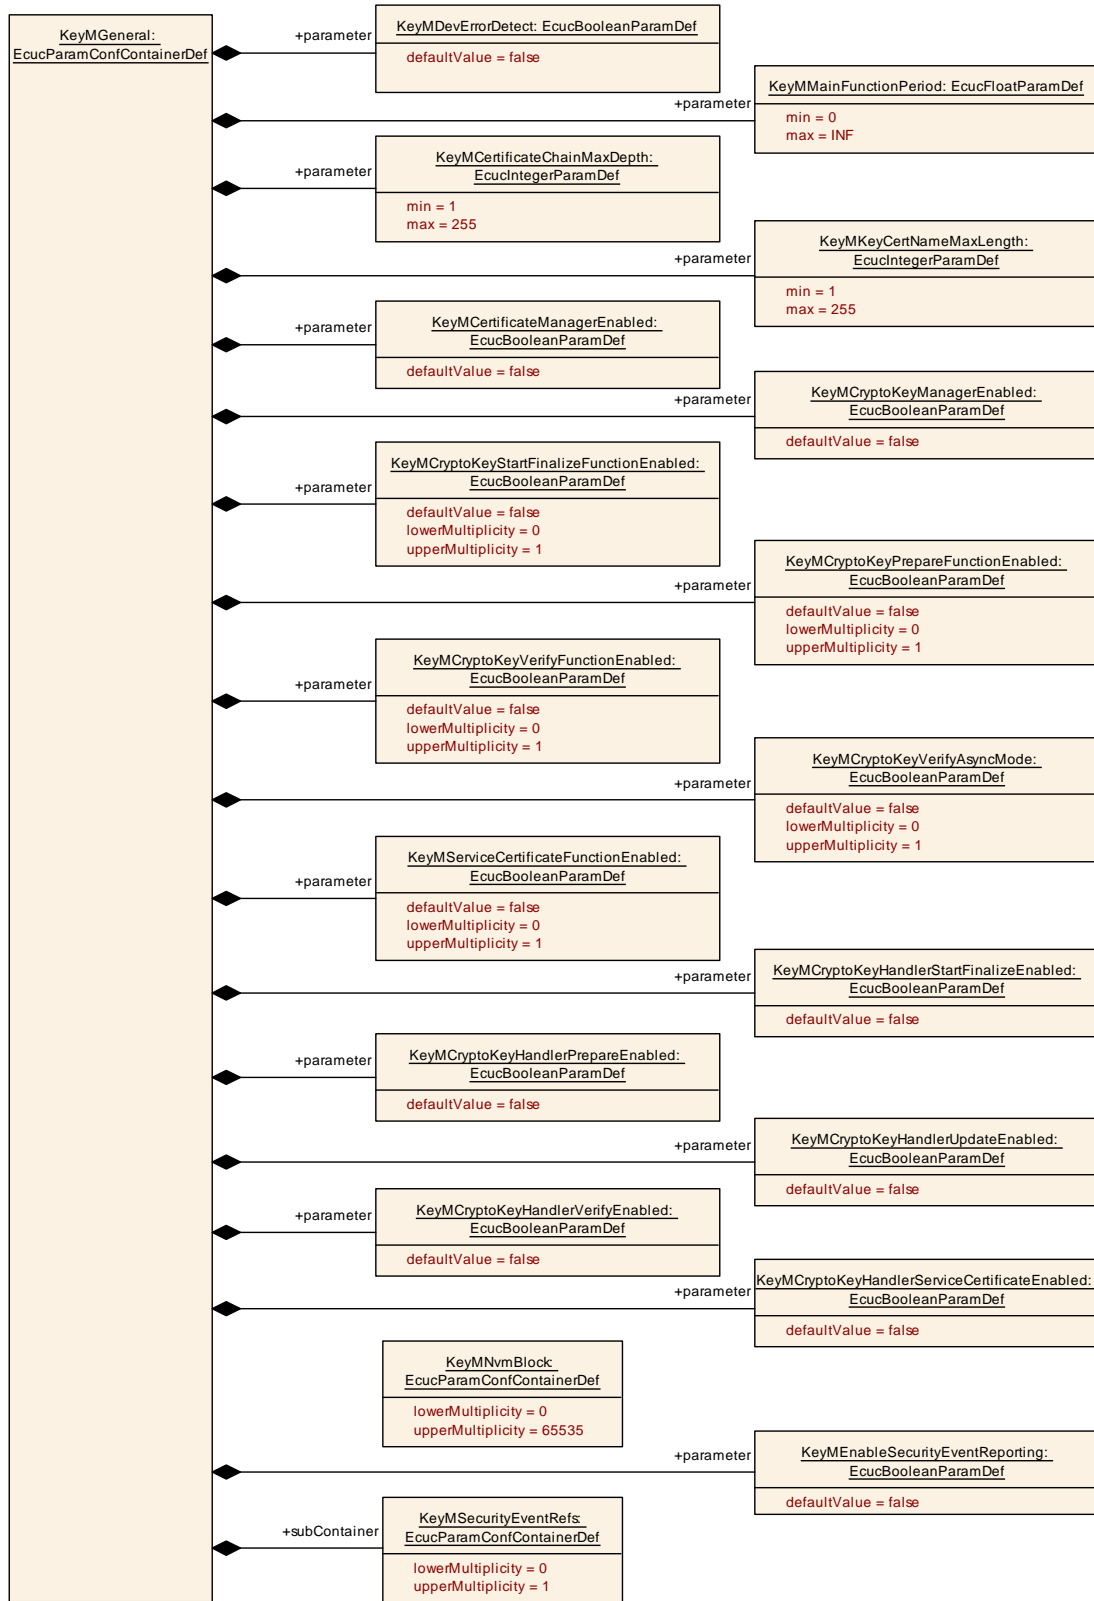 KeyMGeneral:
EcucParamConfContainerDef
+parameter
KeyMDevErrorDetect: EcucBooleanParamDef
defaultValue = false
+parameter
KeyMMainFunctionPeriod: EcucFloatParamDef
min = 0
max = INF
+parameter
KeyMCertificateChainMaxDepth:
EcucIntegerParamDef
min = 1
max = 255
+parameter
KeyMKeyCertNameMaxLength:
EcucIntegerParamDef
min = 1
max = 255
+parameter
KeyMCertificateManagerEnabled:
EcucBooleanParamDef
defaultValue = false
+parameter
KeyMCryptoKeyManagerEnabled:
EcucBooleanParamDef
defaultValue = false
+parameter
KeyMCryptoKeyStartFinalizeFunctionEnabled:
EcucBooleanParamDef
defaultValue = false
lowerMultiplicity = 0
upperMultiplicity = 1
+parameter
KeyMCryptoKeyPrepareFunctionEnabled:
EcucBooleanParamDef
defaultValue = false
lowerMultiplicity = 0
upperMultiplicity = 1
+parameter
KeyMCryptoKeyVerifyFunctionEnabled:
EcucBooleanParamDef
defaultValue = false
lowerMultiplicity = 0
upperMultiplicity = 1
+parameter
KeyMCryptoKeyVerifyAsyncMode:
EcucBooleanParamDef
defaultValue = false
lowerMultiplicity = 0
upperMultiplicity = 1
+parameter
KeyMServiceCertificateFunctionEnabled:
EcucBooleanParamDef
defaultValue = false
lowerMultiplicity = 0
upperMultiplicity = 1
+parameter
KeyMCryptoKeyHandlerStartFinalizeEnabled:
EcucBooleanParamDef
defaultValue = false
+parameter
KeyMCryptoKeyHandlerPrepareEnabled:
EcucBooleanParamDef
defaultValue = false
+parameter
KeyMCryptoKeyHandlerUpdateEnabled:
EcucBooleanParamDef
defaultValue = false
+parameter
KeyMCryptoKeyHandlerVerifyEnabled:
EcucBooleanParamDef
defaultValue = false
+parameter
KeyMCryptoKeyHandlerServiceCertificateEnabled:
EcucBooleanParamDef
defaultValue = false
KeyMNvmBlock:
EcucParamConfContainerDef
lowerMultiplicity = 0
upperMultiplicity = 65535
+parameter
KeyMEnableSecurityEventReporting:
EcucBooleanParamDef
defaultValue = false
+subContainer
KeyMSecurityEventRefs:
EcucParamConfContainerDef
lowerMultiplicity = 0
upperMultiplicity = 1